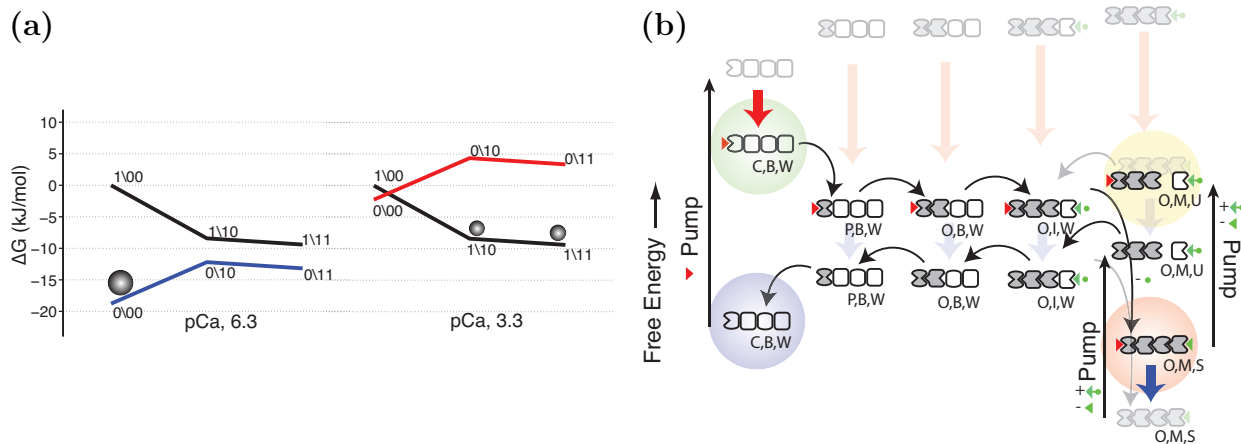 (a)
ΔG (kJ/mol)
10
5
0
−5
−10
−15
−20
1\00
1\10
1\11
0\10
0\11
0\00
pCa, 6.3
0\10
0\11
1\00
0\00
1\10
1\11
pCa, 3.3
(b)
Free Energy
Pump
C,B,W
P,B,W
O,B,W
O,I,W
O,M,U
P,B,W
O,B,W
O,I,W
O,M,U
C,B,W
-
+
-
Pump
O,M,S
Pump
+
-
O,M,S